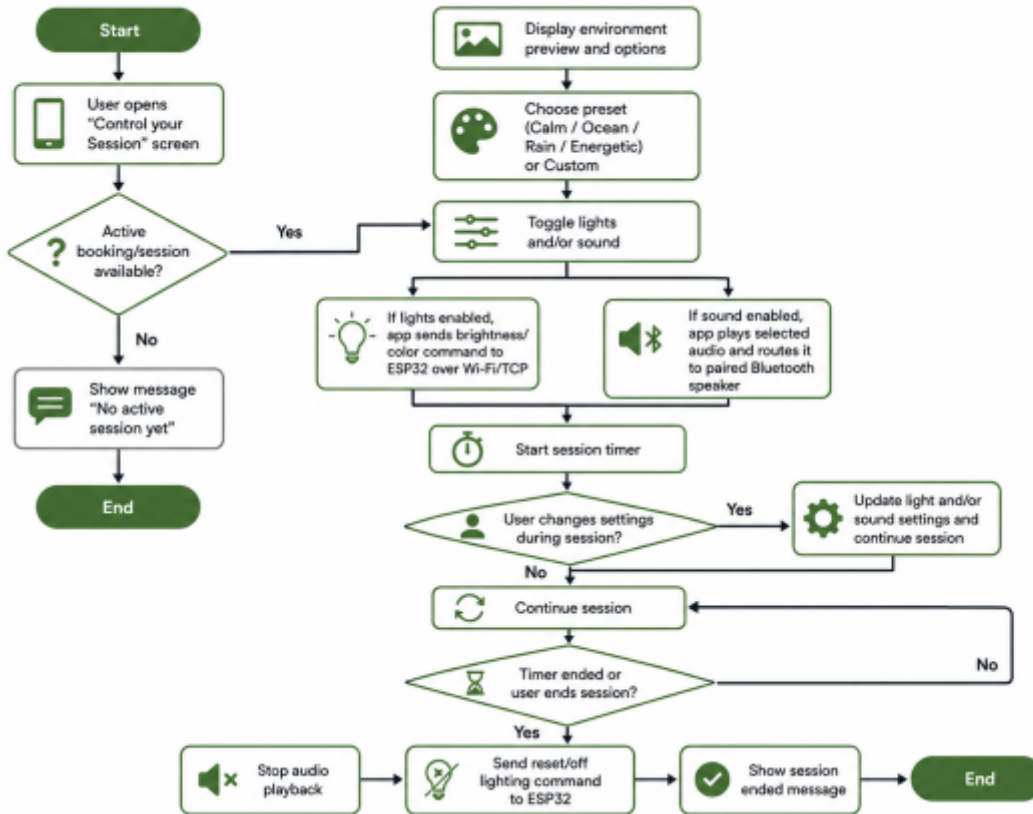 Start
User opens
"Control your
Session" screen
Active
booking/session
available?
Yes
No
Show message
"No active
session yet"
End
Display environment
preview and options
Choose preset
(Calm / Ocean /
Rain / Energetic)
or Custom
Toggle lights
and/or sound
If lights enabled,
app sends brightness/
color command to
ESP32 over Wi-Fi/TCP
If sound enabled,
app plays selected
audio and routes it
to paired Bluetooth
speaker
Start session timer
User changes settings
during session?
Yes
Update light and/or
sound settings and
continue session
No
Continue session
Timer ended or
user ends session?
No
Yes
Stop audio
playback
Send reset/off
lighting command
to ESP32
Show session
ended message
End